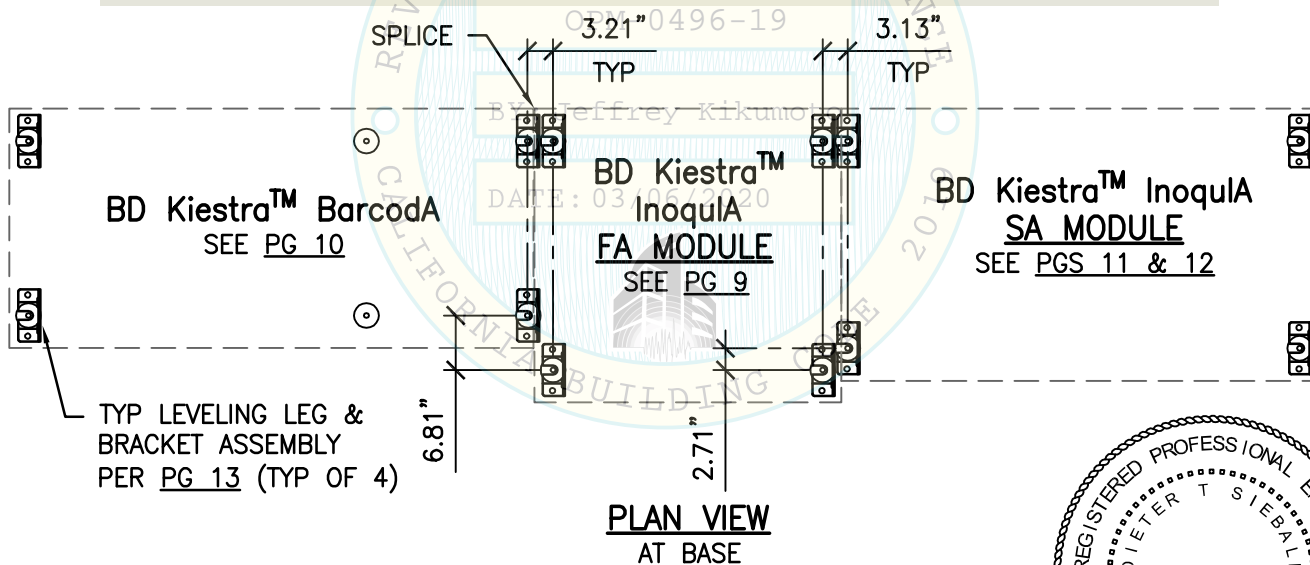 OPM-0496-19
SPLICE
3.21"
TYP
3.13"
TYP
BY: Jeffrey Kikumoto
DATE: 03/06/2020
CALIFORNIA BUILDING CODE 2019
BD Kiestra™ BarcodA
SEE PG 10
BD Kiestra™
InoqulA
FA MODULE
SEE PG 9
BD Kiestra™ InoqulA
SA MODULE
SEE PGS 11 & 12
TYP LEVELING LEG &
BRACKET ASSEMBLY
PER PG 13 (TYP OF 4)
6.81"
2.71"
PLAN VIEW
AT BASE
REGISTERED PROFESSIONAL
DIETER T